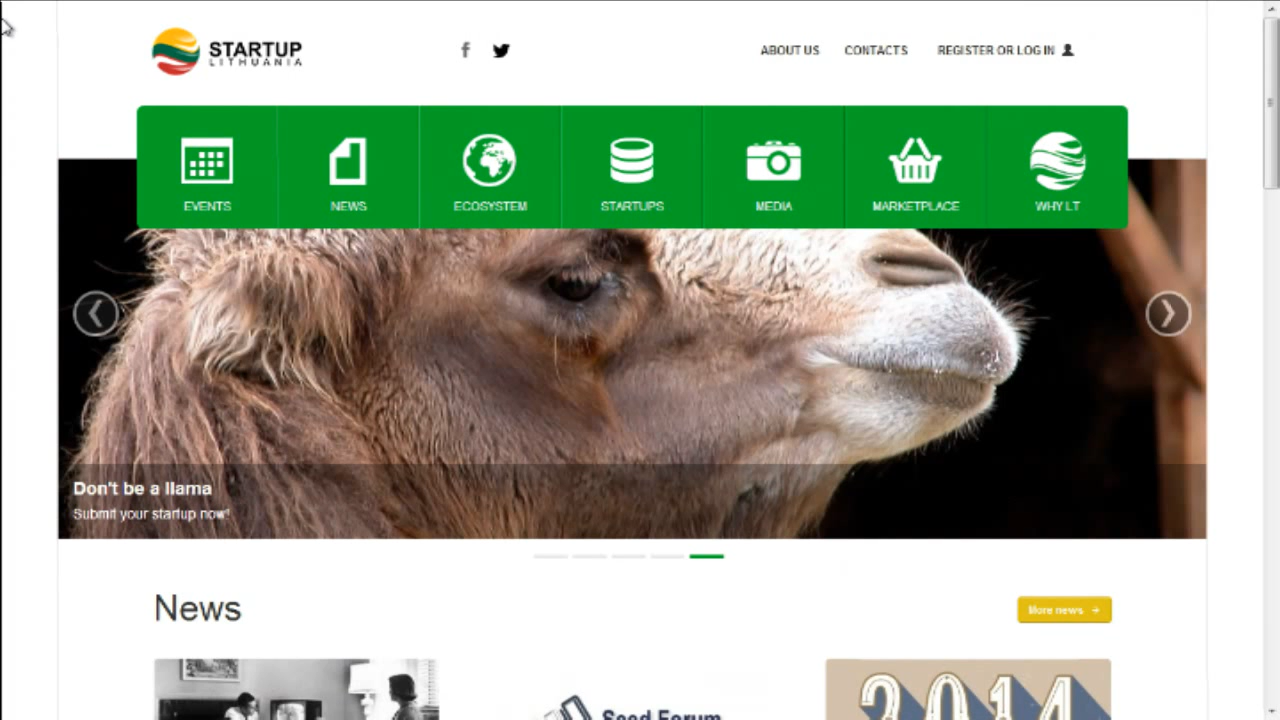 STARTUP
LITHUANIA
ABOUT US
CONTACTS
REGISTER OR LOG IN
EVENTS
NEWS
ECOSYSTEM
STARTUPS
MEDIA
MARKETPLACE
WHY LT
Don't be a llama
Submit your startup now!
News
More news
Seed Forum
2014